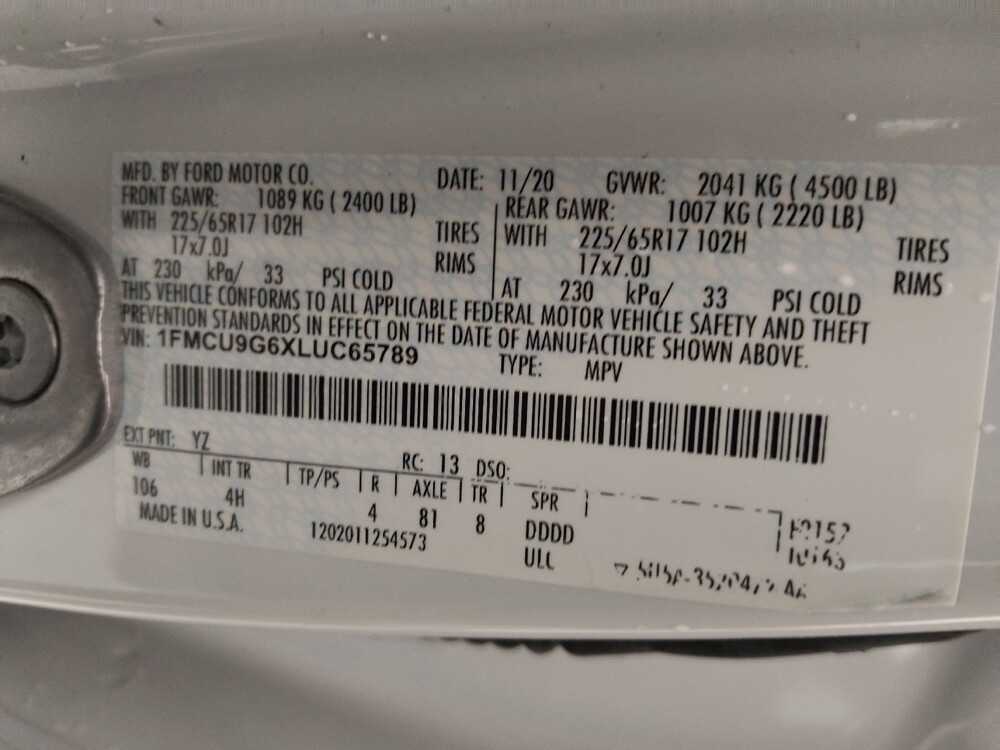 MFD. BY FORD MOTOR CO. DATE: 11/20 GVWR: 2041 KG ( 4500 LB)
FRONT GAWR: 1089 KG ( 2400 LB) REAR GAWR: 1007 KG ( 2220 LB)
WITH 225/65R17 102H TIRES WITH 225/65R17 102H TIRES
17x7.0J RIMS 17x7.0J RIMS
AT 230 kPa/ 33 PSI COLD AT 230 kPa/ 33 PSI COLD
THIS VEHICLE CONFORMS TO ALL APPLICABLE FEDERAL MOTOR VEHICLE SAFETY AND THEFT
PREVENTION STANDARDS IN EFFECT ON THE DATE OF MANUFACTURE SHOWN ABOVE.
VIN: 1FMCU9G6XLUC65789 TYPE: MPV
EXT PNT: YZ RC: 13 DSO:
WB INT TR TP/PS R AXLE TR SPR
106 4H 4 81 8 DDDD
MADE IN U.S.A. 1202011254573 ULL